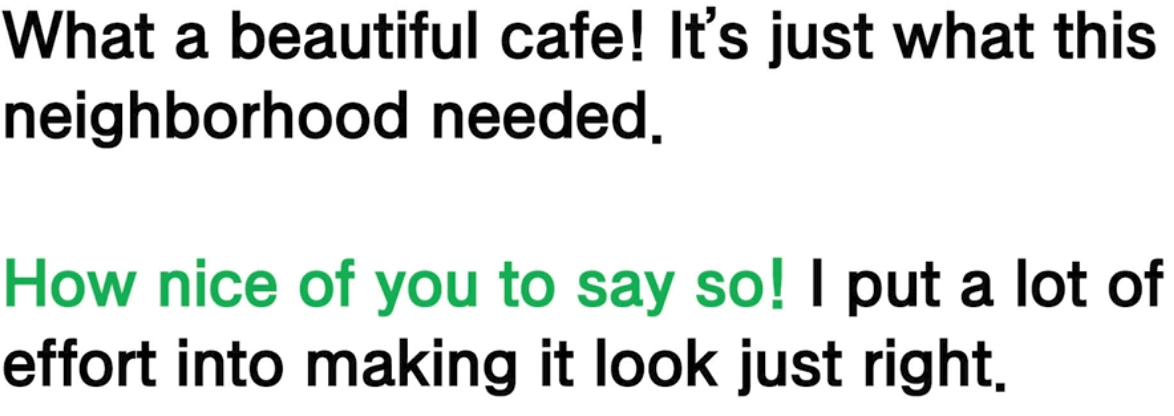 What a beautiful cafe! It’s just what this
neighborhood needed.
How nice of you to say so! I put a lot of
effort into making it look just right.